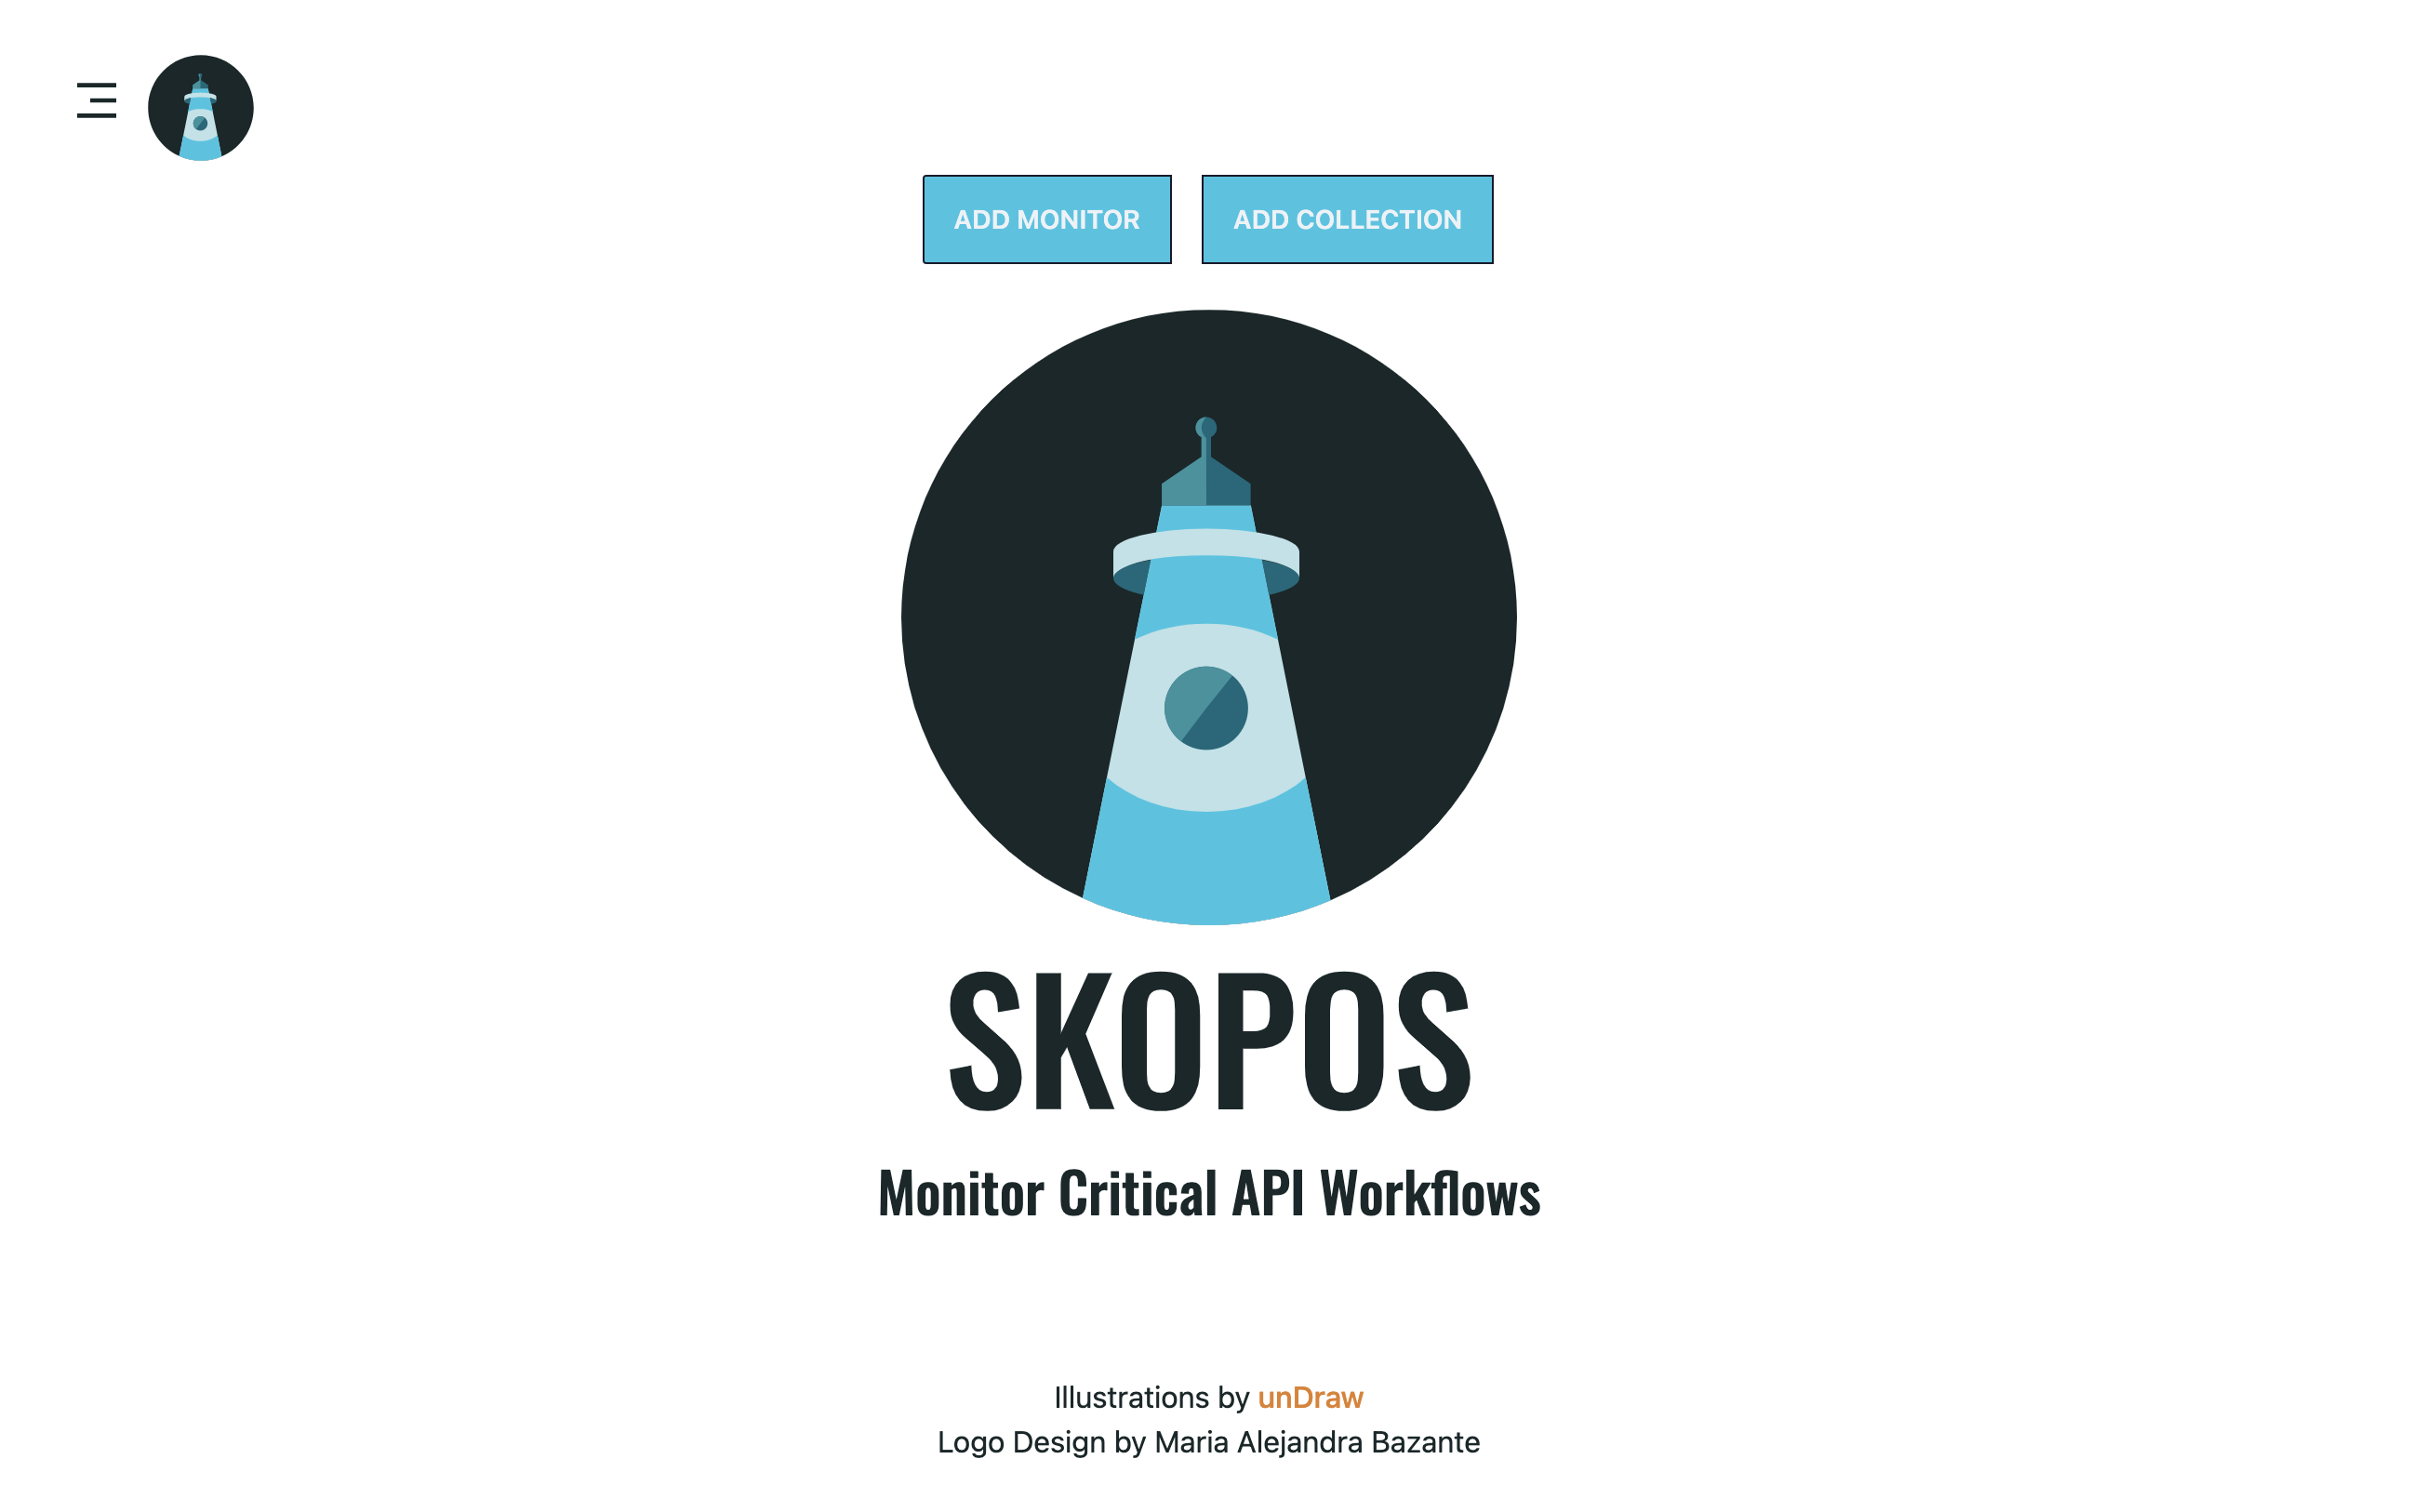 ADD MONITOR
ADD COLLECTION
SKOPOS
Monitor Critical API Workflows
Illustrations by unDraw
Logo Design by Maria Alejandra Bazante